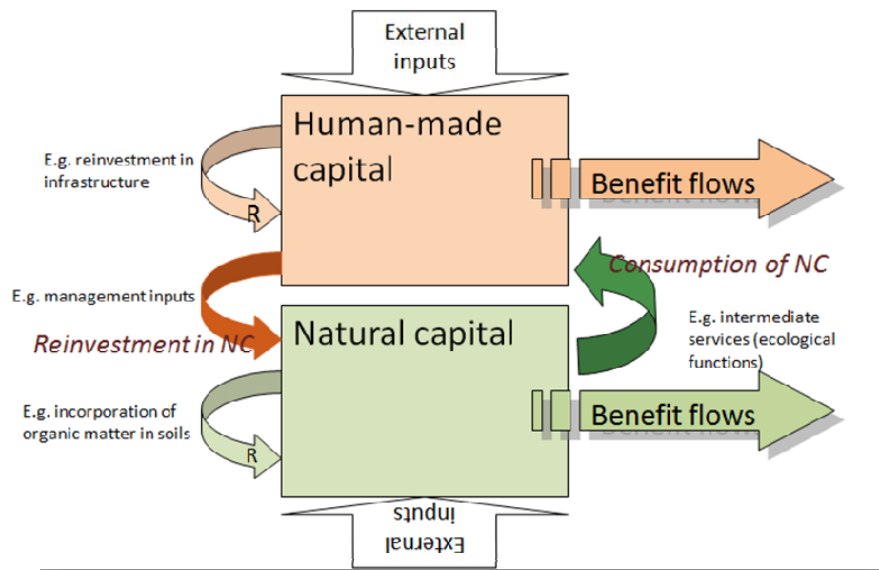 External
inputs
Human-made
capital
E.g. reinvestment in
infrastructure
R
Benefit flows
Consumption of NC
E.g. management inputs
Reinvestment in NC
Natural capital
E.g. intermediate
services (ecological
functions)
E.g. incorporation of
organic matter in soils
R
Benefit flows
External
inputs